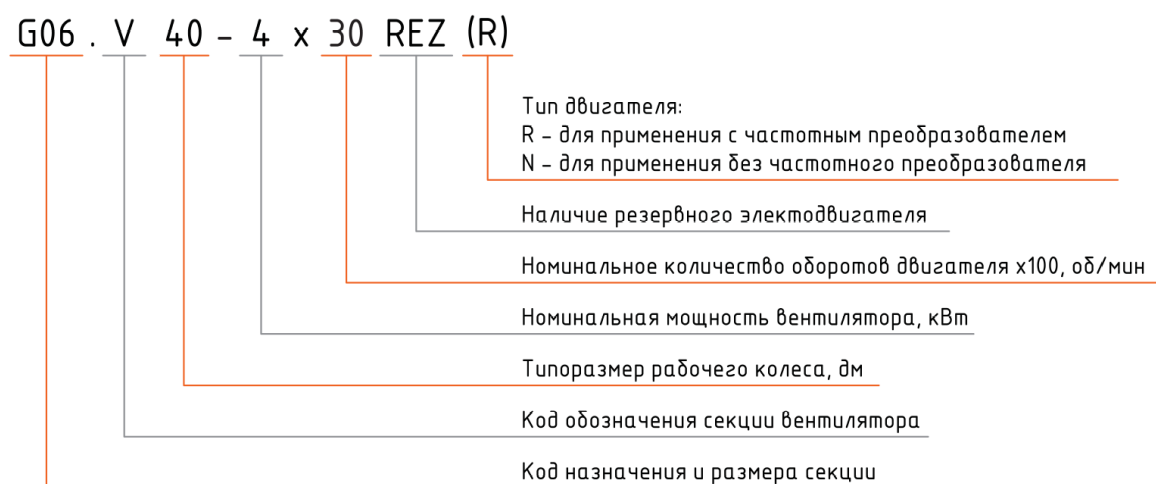 G06 . V 40 - 4 x 30 REZ (R)
Тип двигателя:
R – для применения с частотным преобразователем
N – для применения без частотного преобразователя
Наличие резервного электодвигателя
Номинальное количество оборотов двигателя x100, об/мин
Номинальная мощность вентилятора, кВт
Типоразмер рабочего колеса, дм
Код обозначения секции вентилятора
Код назначения и размера секции